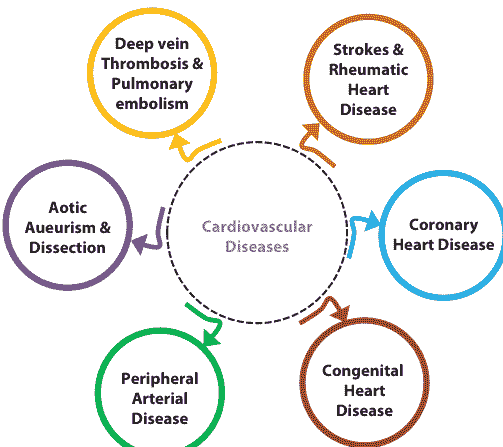 Deep vein
Thrombosis &
Pulmonary
embolism
Strokes &
Rheumatic
Heart
Disease
Aotic
Aueurism &
Dissection
Cardiovascular
Diseases
Coronary
Heart Disease
Peripheral
Arterial
Disease
Congenital
Heart
Disease